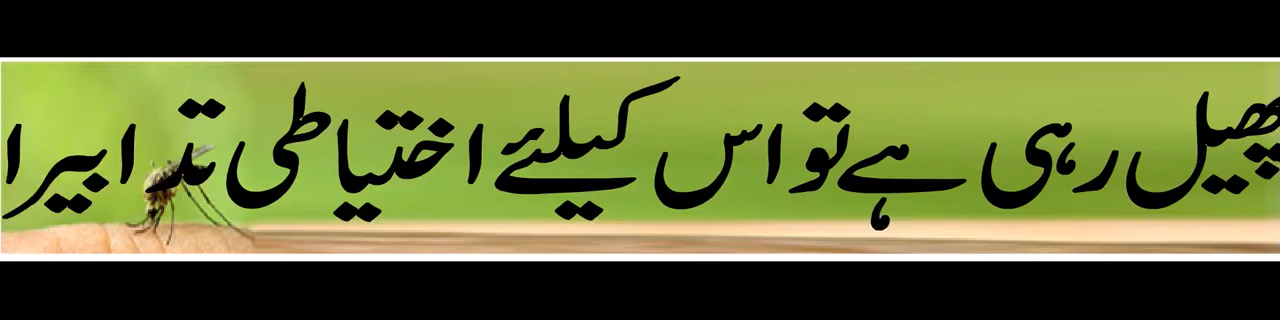 پھیل رہی ہے تو اس کیلئے احتیاطی تدابیر ا